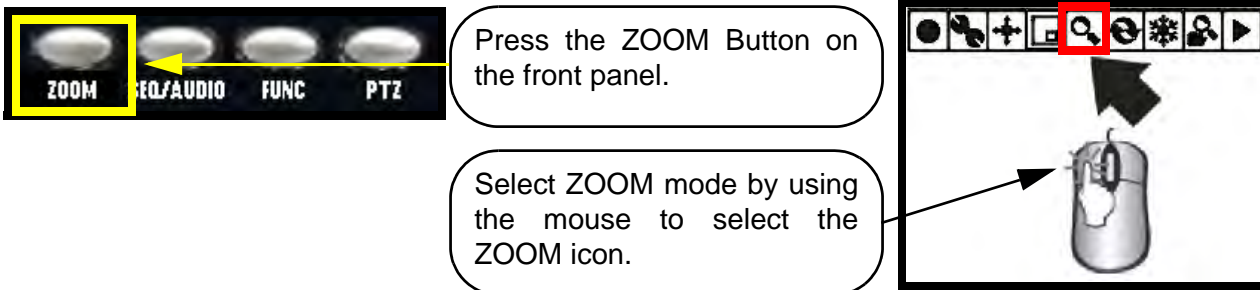 ZOOM SEQ/AUDIO FUNC PTZ
Press the ZOOM Button on
the front panel.
Select ZOOM mode by using
the mouse to select the
ZOOM icon.